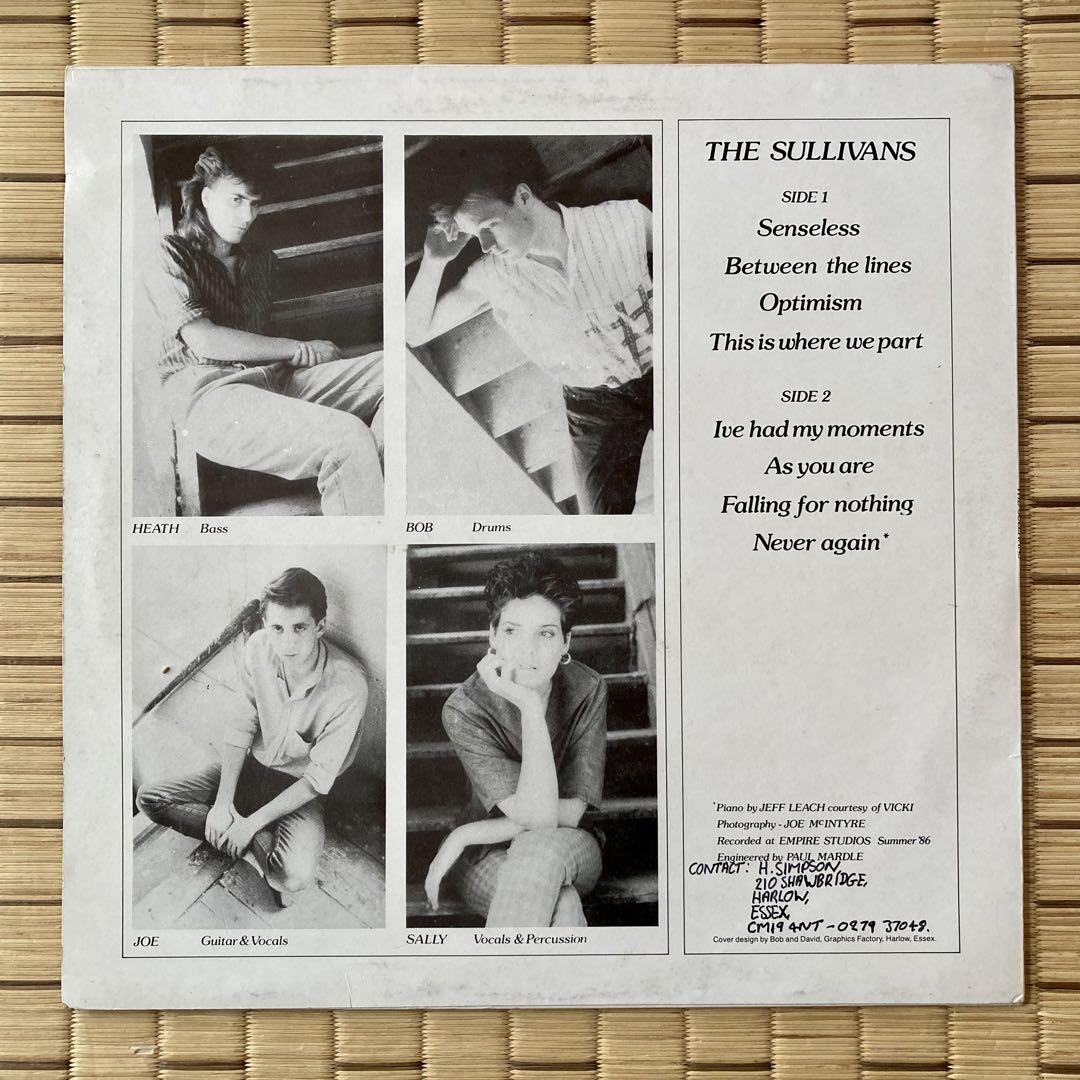 HEATH Bass
BOB Drums
JOE Guitar & Vocals
SALLY Vocals & Percussion
THE SULLIVANS
SIDE 1
Senseless
Between the lines
Optimism
This is where we part
SIDE 2
Ive had my moments
As you are
Falling for nothing
Never again*
*Piano by JEFF LEACH courtesy of VICKI
Photography - JOE McINTYRE
Recorded at EMPIRE STUDIOS Summer '86
Engineered by PAUL MARDLE
CONTACT: H. SIMPSON,
210 SHAWBRIDGE,
HARLOW,
ESSEX,
CM19 4NT - 0279 37048.
Cover design by Bob and David, Graphics Factory, Harlow, Essex.